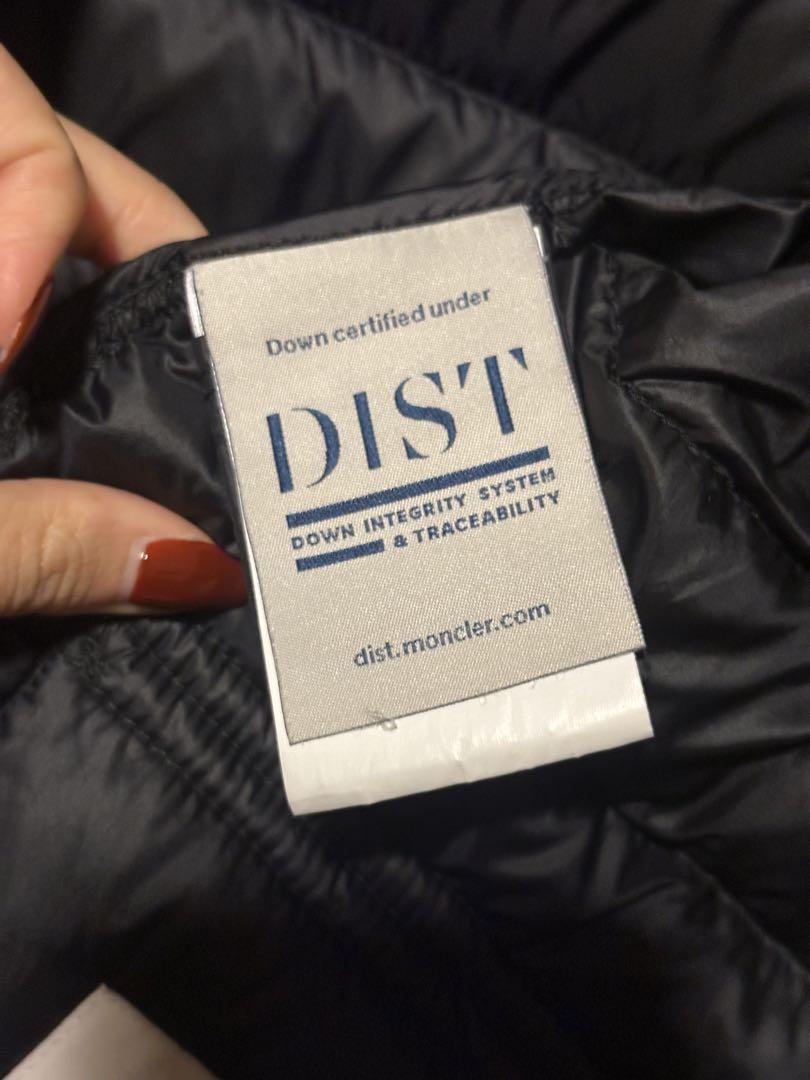 Down certified under
DIST
DOWN INTEGRITY SYSTEM
& TRACEABILITY
dist.moncler.com